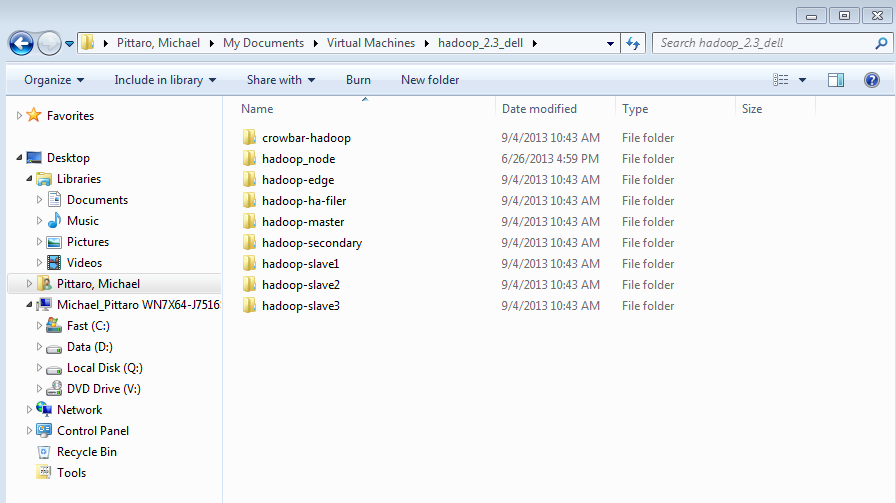 Pittaro, Michael My Documents Virtual Machines hadoop_2.3_dell Search hadoop_2.3_dell
Organize Include in library Share with Burn New folder
Name Date modified Type Size
Favorites
Desktop
Libraries
Documents
Music
Pictures
Videos
Pittaro, Michael
Michael_Pittaro WN7X64-J7516
Fast (C:)
Data (D:)
Local Disk (Q:)
DVD Drive (V:)
Network
Control Panel
Recycle Bin
Tools
crowbar-hadoop 9/4/2013 10:43 AM File folder
hadoop_node 6/26/2013 4:59 PM File folder
hadoop-edge 9/4/2013 10:43 AM File folder
hadoop-ha-filer 9/4/2013 10:43 AM File folder
hadoop-master 9/4/2013 10:43 AM File folder
hadoop-secondary 9/4/2013 10:43 AM File folder
hadoop-slave1 9/4/2013 10:43 AM File folder
hadoop-slave2 9/4/2013 10:43 AM File folder
hadoop-slave3 9/4/2013 10:43 AM File folder